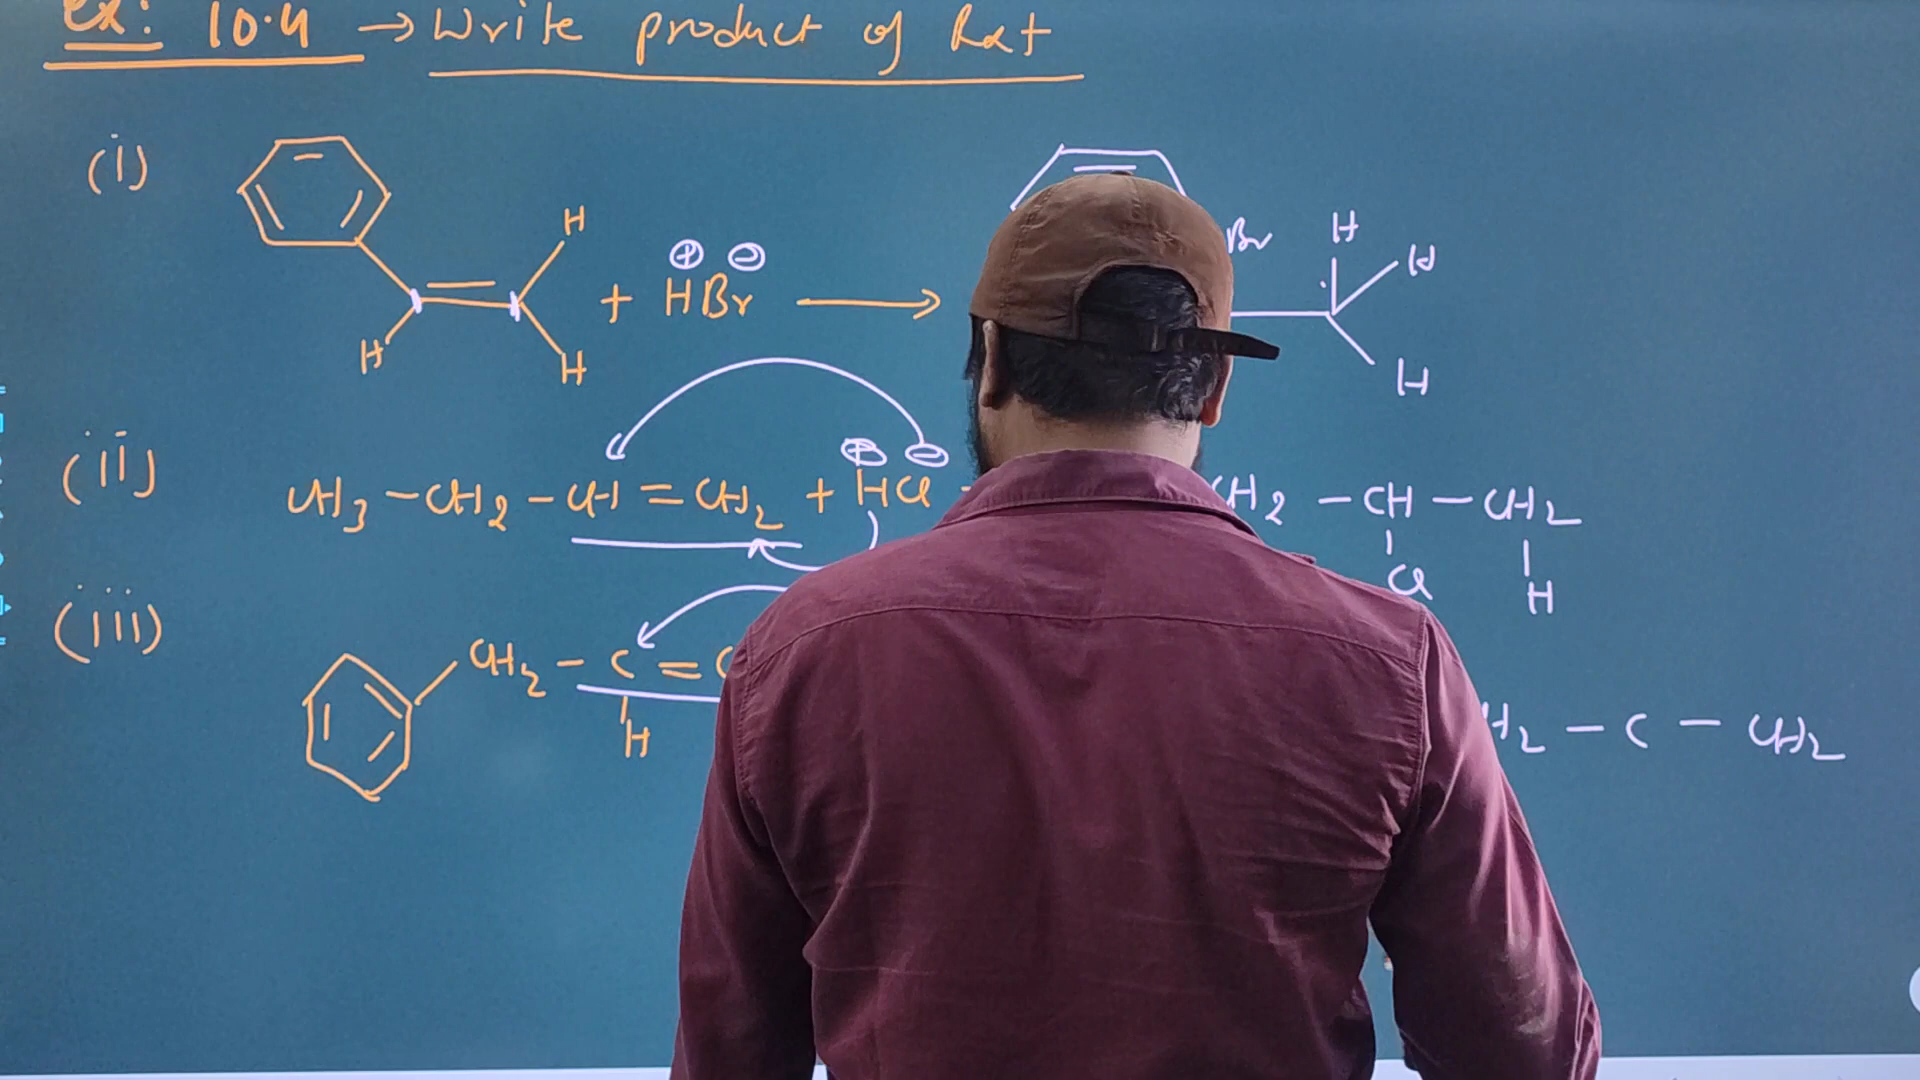 ex: 10.4 → Write product of Rxt
(i)
H
H
H
+ HBr →
⊕ ⊖
Br
H
H
H
(ii) CH3 – CH2 – CH = CH2 + HCl
⊕ ⊖
H2 – CH – CH2
Cl
H
(iii)
CH2 – C = C
H
H2 – C – CH2